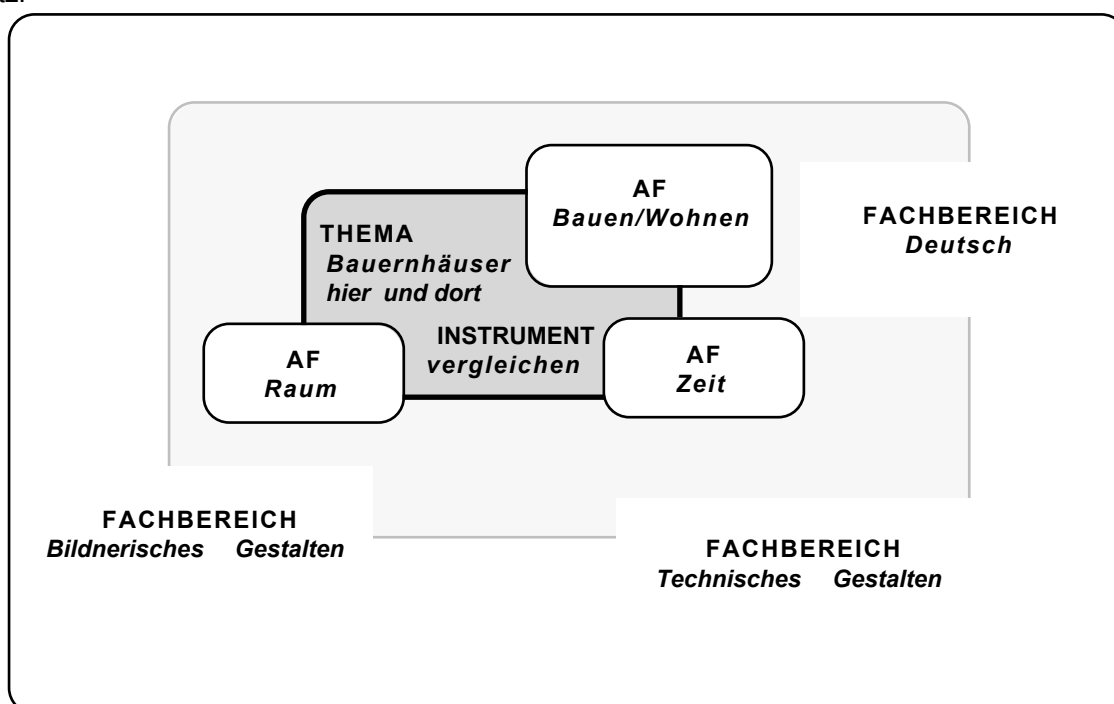 AF
Bauen/Wohnen
FACHBEREICH
Deutsch
THEMA
Bauernhäuser
hier und dort
INSTRUMENT
vergleichen
AF
Raum
AF
Zeit
FACHBEREICH
Bildnerisches Gestalten
FACHBEREICH
Technisches Gestalten